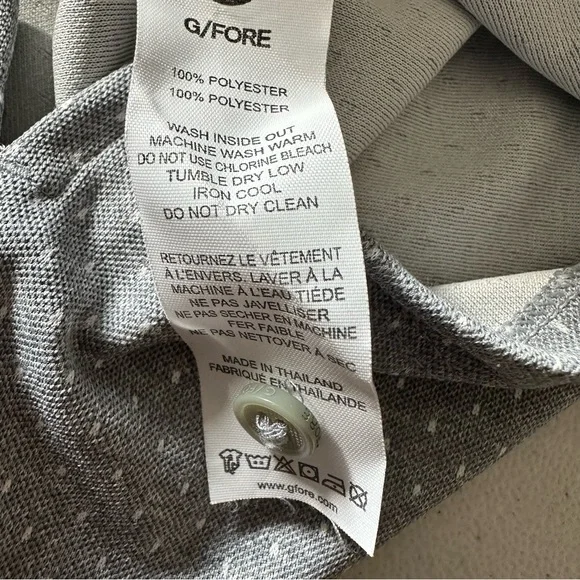 G/FORE
100% POLYESTER
100% POLYESTER
WASH INSIDE OUT
MACHINE WASH WARM
DO NOT USE CHLORINE BLEACH
TUMBLE DRY LOW
IRON COOL
DO NOT DRY CLEAN
RETOURNEZ LE VÊTEMENT
À L'ENVERS. LAVER À LA
MACHINE À L'EAU TIÈDE
NE PAS JAVELLISER
NE PAS SECHER EN MACHINE
FER FAIBLE
NE PAS NETTOYER À SEC
MADE IN THAILAND
FABRIQUÉ EN THAÏLANDE
www.gfore.com